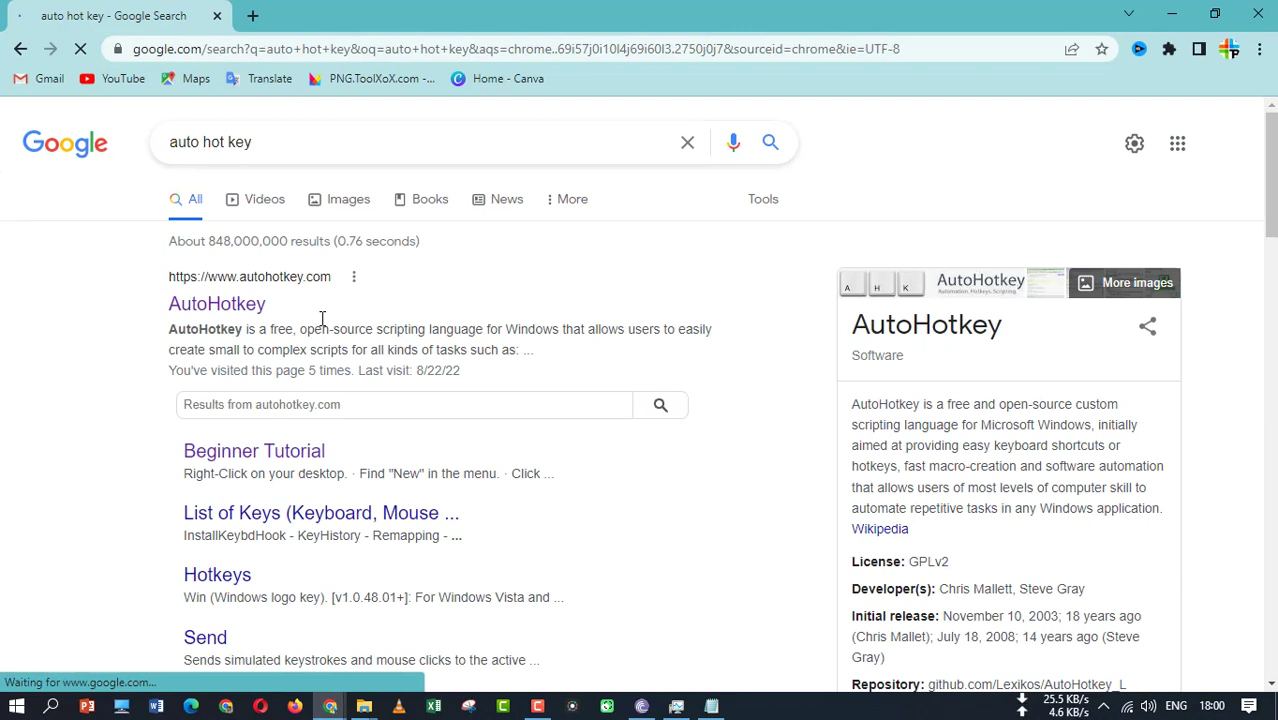 auto hot key - Google Search
google.com/search?q=auto+hot+key&oq=auto+hot+key&aqs=chrome..69i57j0i10l4j69i60l3.2750j0j7&sourceid=chrome&ie=UTF-8
Gmail YouTube Maps Translate PNG.ToolXoX.com -... Home - Canva
Google auto hot key
All Videos Images Books News More Tools
About 848,000,000 results (0.76 seconds)
https://www.autohotkey.com
AutoHotkey
AutoHotkey is a free, open-source scripting language for Windows that allows users to easily
create small to complex scripts for all kinds of tasks such as: ...
You've visited this page 5 times. Last visit: 8/22/22
Results from autohotkey.com
Beginner Tutorial
Right-Click on your desktop. · Find "New" in the menu. · Click ...
List of Keys (Keyboard, Mouse ...
InstallKeybdHook - KeyHistory - Remapping - ...
Hotkeys
Win (Windows logo key). [v1.0.48.01+]: For Windows Vista and ...
Send
Sends simulated keystrokes and mouse clicks to the active ...
A H K AutoHotkey
Automation. Hotkeys. Scripting.
More images
AutoHotkey
Software
AutoHotkey is a free and open-source custom
scripting language for Microsoft Windows, initially
aimed at providing easy keyboard shortcuts or
hotkeys, fast macro-creation and software automation
that allows users of most levels of computer skill to
automate repetitive tasks in any Windows application.
Wikipedia
License: GPLv2
Developer(s): Chris Mallett, Steve Gray
Initial release: November 10, 2003; 18 years ago
(Chris Mallet); July 18, 2008; 14 years ago (Steve
Gray)
Repository: github.com/Lexikos/AutoHotkey_L
Waiting for www.google.com...
25.5 KB/s
4.6 KB/s
ENG 18:00